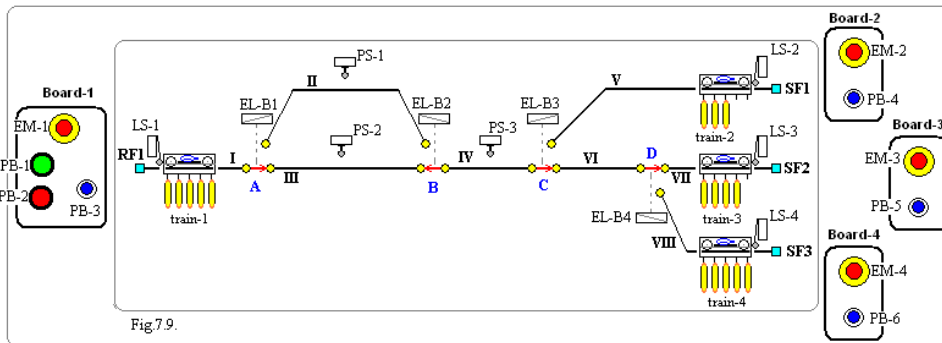 Board-2
EM-2
PB-4
Board-1
EM-1
PB-1
PB-2
PB-3
Board-3
EM-3
PB-5
Board-4
EM-4
PB-6
PS-1
LS-2
II
V
EL-B1
EL-B2
EL-B3
SF1
train-2
LS-1
PS-2
PS-3
LS-3
RF1
I
III
IV
VI
D
VII
SF2
A
B
C
train-1
train-3
EL-B4
LS-4
VIII
SF3
train-4
Fig.7.9.